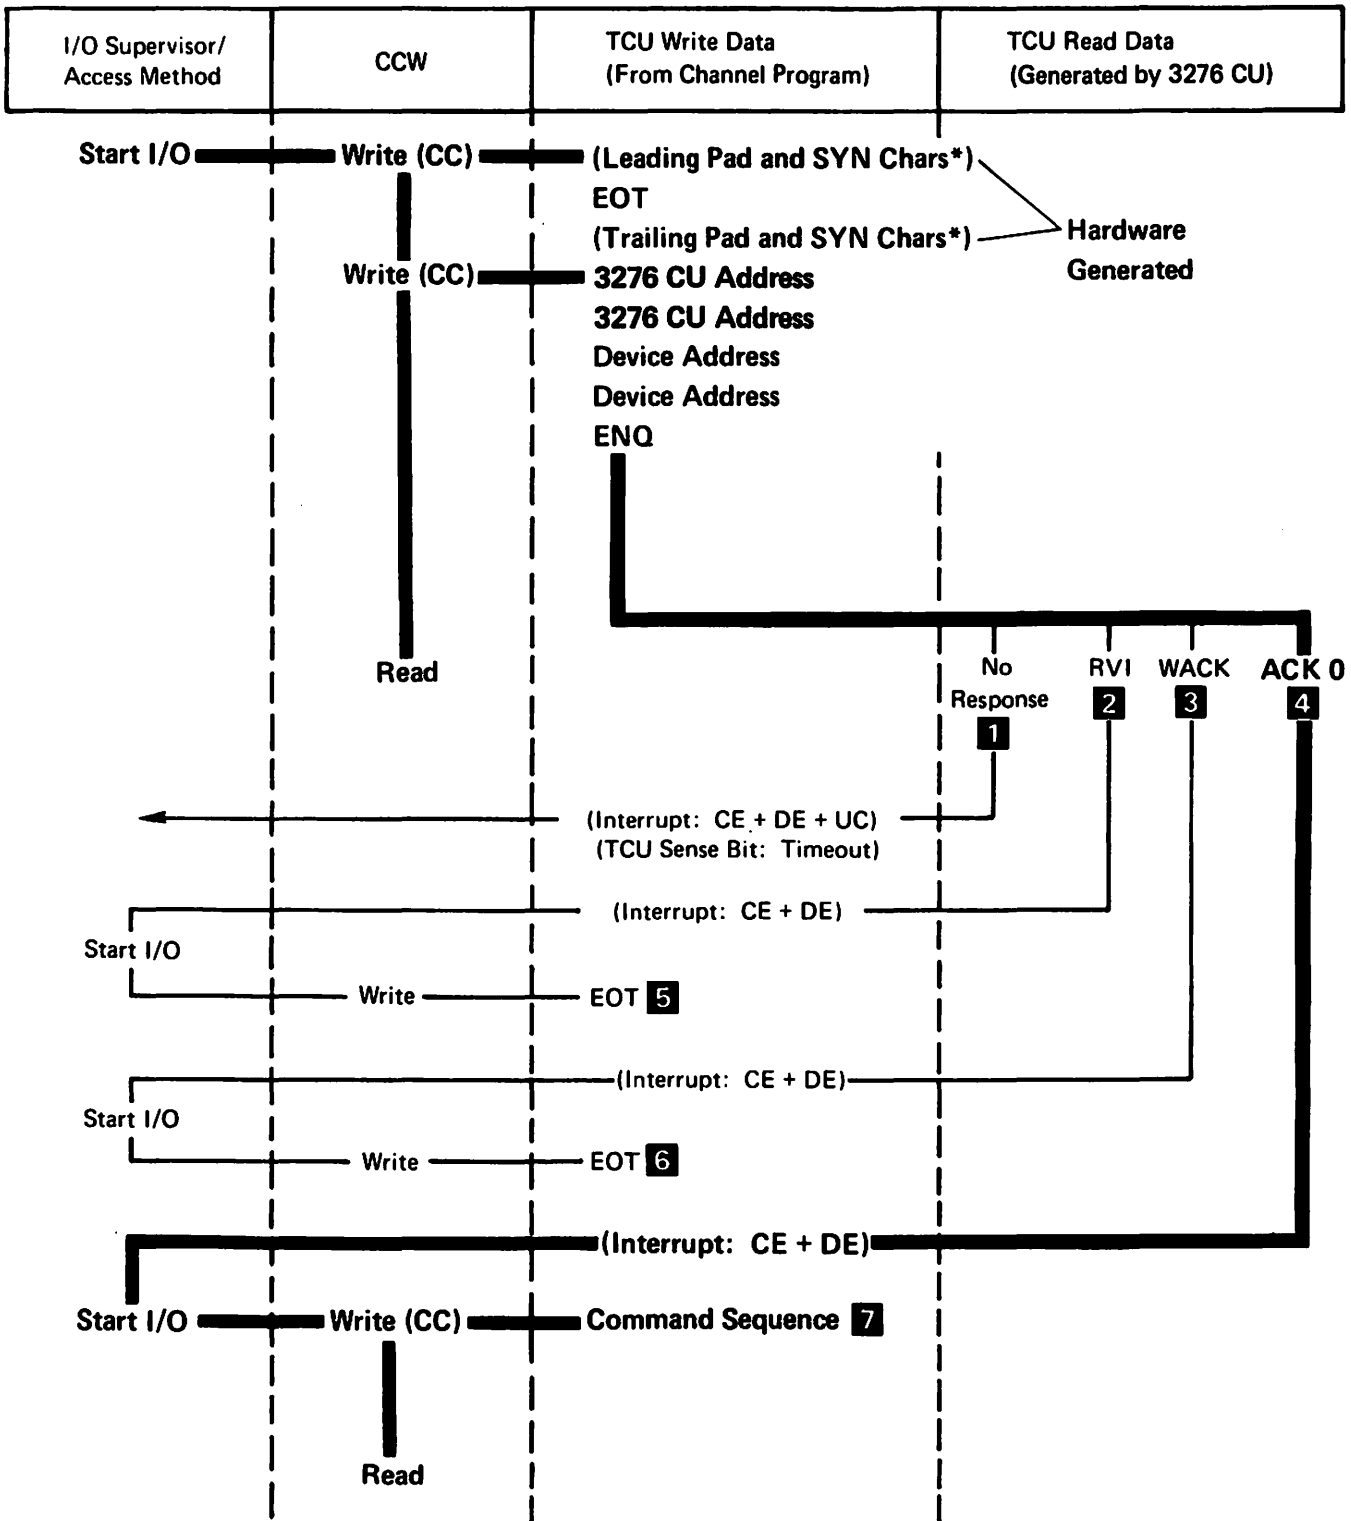 I/O Supervisor/
Access Method
CCW
TCU Write Data
(From Channel Program)
TCU Read Data
(Generated by 3276 CU)
Start I/O
Write (CC)
(Leading Pad and SYN Chars*)
EOT
(Trailing Pad and SYN Chars*)
Hardware
Generated
Write (CC)
3276 CU Address
3276 CU Address
Device Address
Device Address
ENQ
Read
No
Response
1
RVI
2
WACK
3
ACK 0
4
(Interrupt: CE + DE + UC)
(TCU Sense Bit: Timeout)
(Interrupt: CE + DE)
Start I/O
Write
EOT 5
(Interrupt: CE + DE)
Start I/O
Write
EOT 6
(Interrupt: CE + DE)
Start I/O
Write (CC)
Command Sequence 7
Read